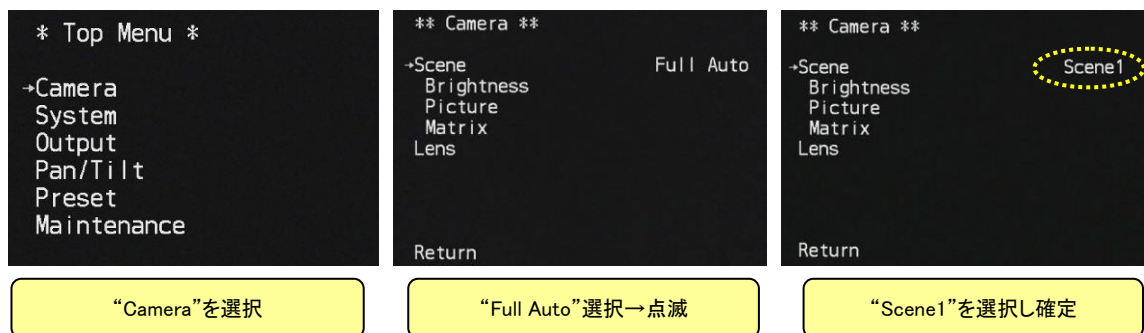 * Top Menu *
→Camera
System
Output
Pan/Tilt
Preset
Maintenance
“Camera”を選択
** Camera **
→Scene Full Auto
Brightness
Picture
Matrix
Lens
Return
“Full Auto”選択→点滅
** Camera **
→Scene Scene1
Brightness
Picture
Matrix
Lens
Return
“Scene1”を選択し確定